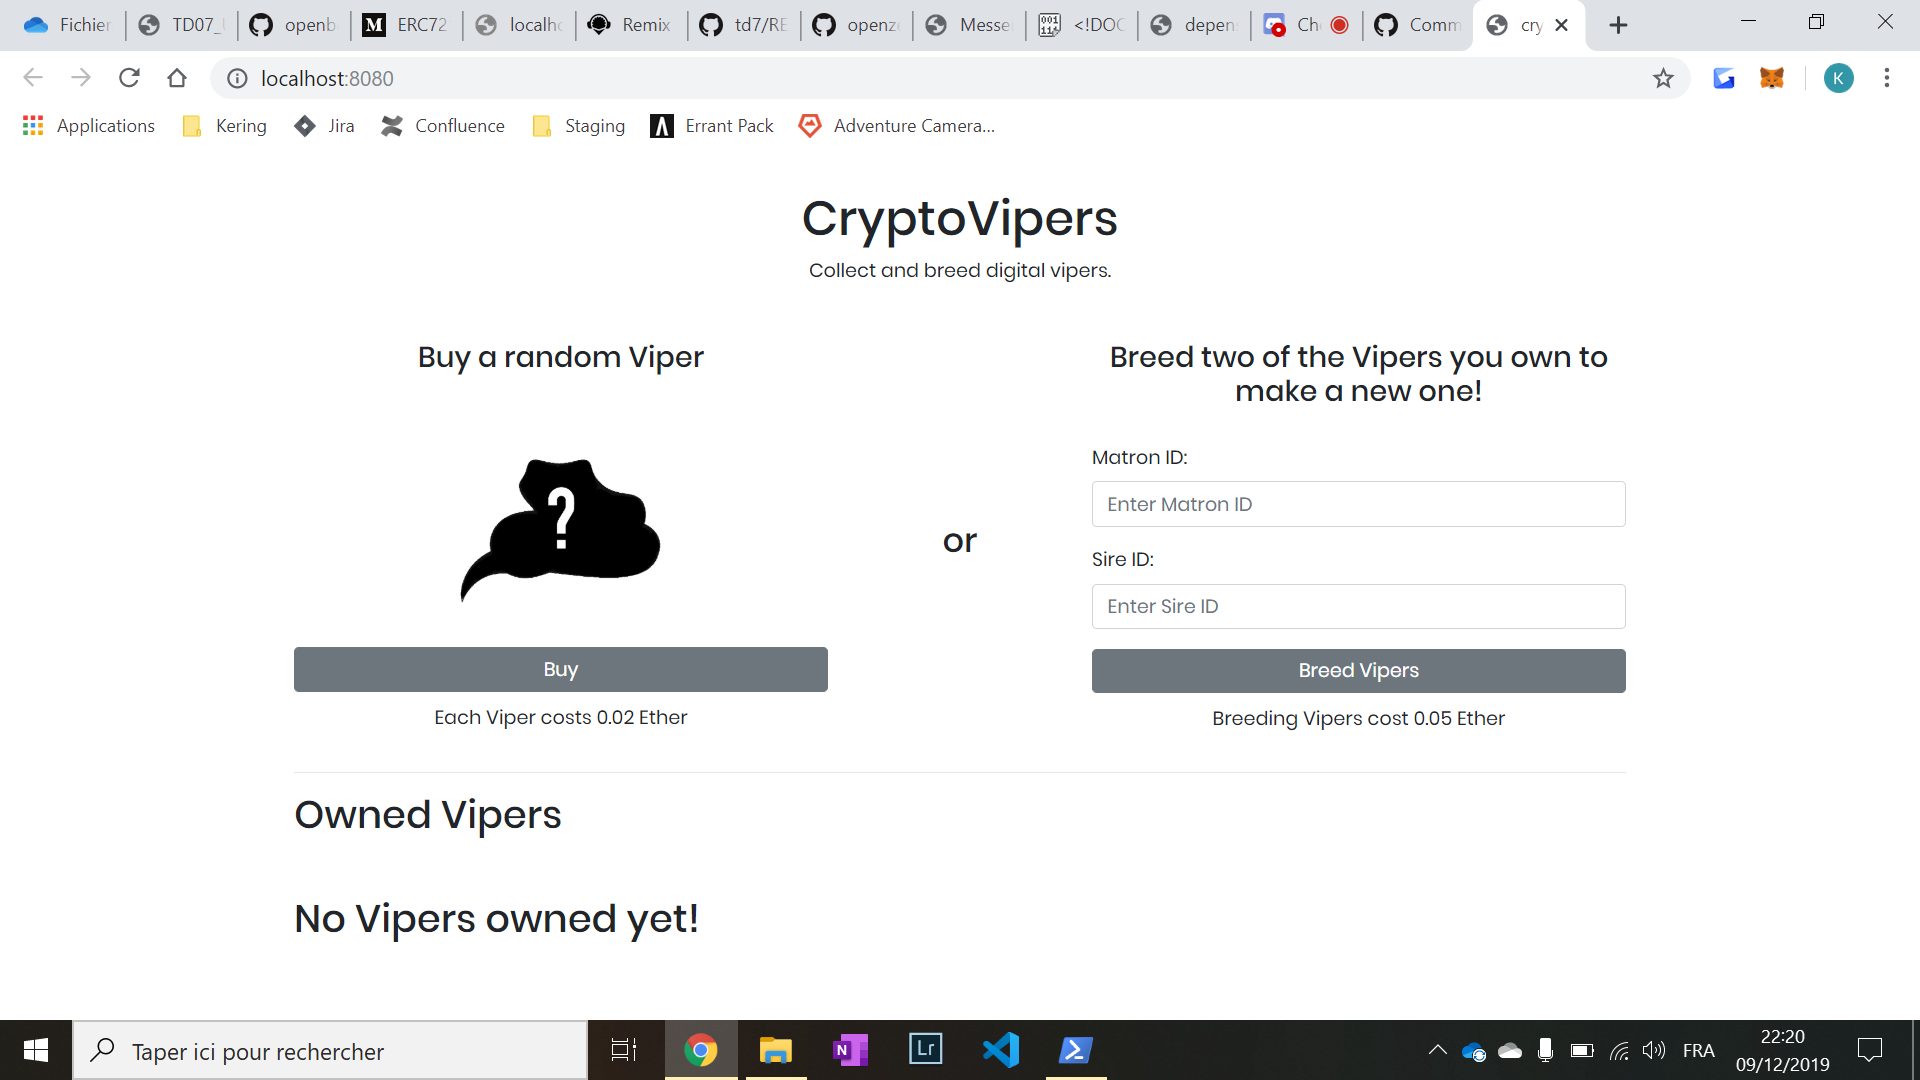 Fichier
TD07_
openb
ERC72
localho
Remix
td7/RE
openze
Messe
<!DOC
depens
Ch
Comm
cry
localhost:8080
K
Applications
Kering
Jira
Confluence
Staging
Errant Pack
Adventure Camera...
CryptoVipers
Collect and breed digital vipers.
Buy a random Viper
?
Buy
Each Viper costs 0.02 Ether
or
Breed two of the Vipers you own to
make a new one!
Matron ID:
Enter Matron ID
Sire ID:
Enter Sire ID
Breed Vipers
Breeding Vipers cost 0.05 Ether
Owned Vipers
No Vipers owned yet!
Taper ici pour rechercher
N
Lr
FRA
22:20
09/12/2019